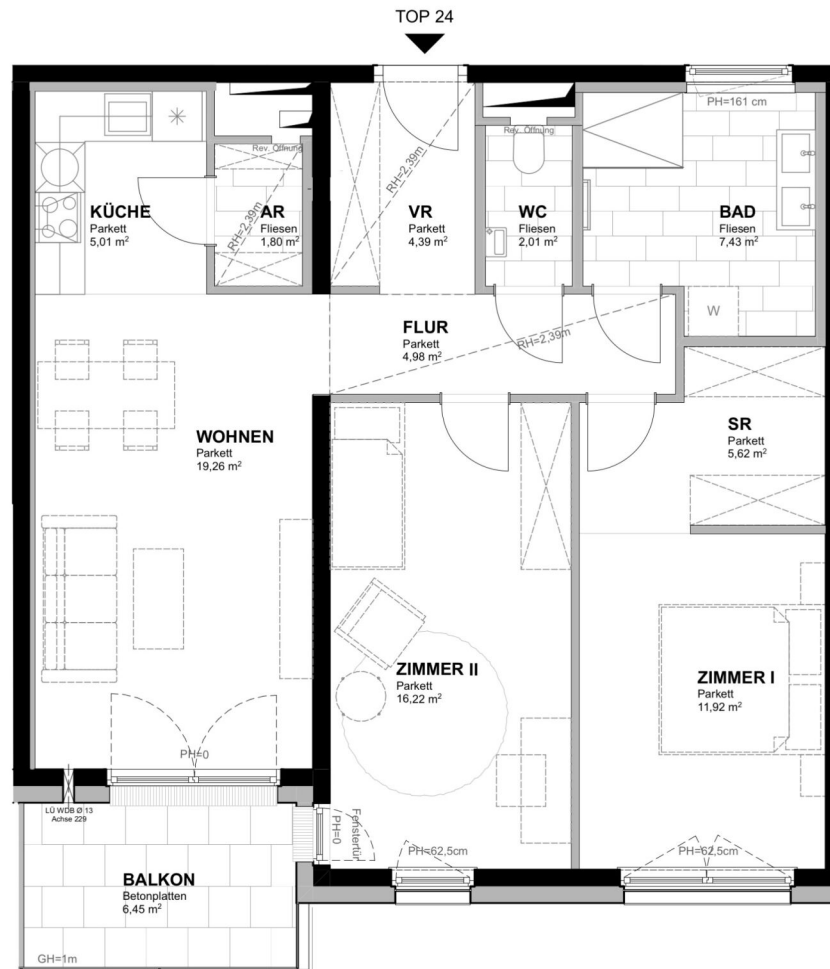 TOP 24
PH=161 cm
Rev. Öffnung
Rev. Öffnung
KÜCHE
Parkett
5,01 m²
AR
Fliesen
1,80 m²
RH=2,39m
VR
Parkett
4,39 m²
RH=2,39m
WC
Fliesen
2,01 m²
BAD
Fliesen
7,43 m²
W
FLUR
Parkett
4,98 m²
RH=2,39m
SR
Parkett
5,62 m²
WOHNEN
Parkett
19,26 m²
ZIMMER II
Parkett
16,22 m²
ZIMMER I
Parkett
11,92 m²
PH=0
LÜ WDB Ø 13
Achse 229
Fenstertür
PH=0
PH=62,5cm
PH=62,5cm
BALKON
Betonplatten
6,45 m²
GH=1m